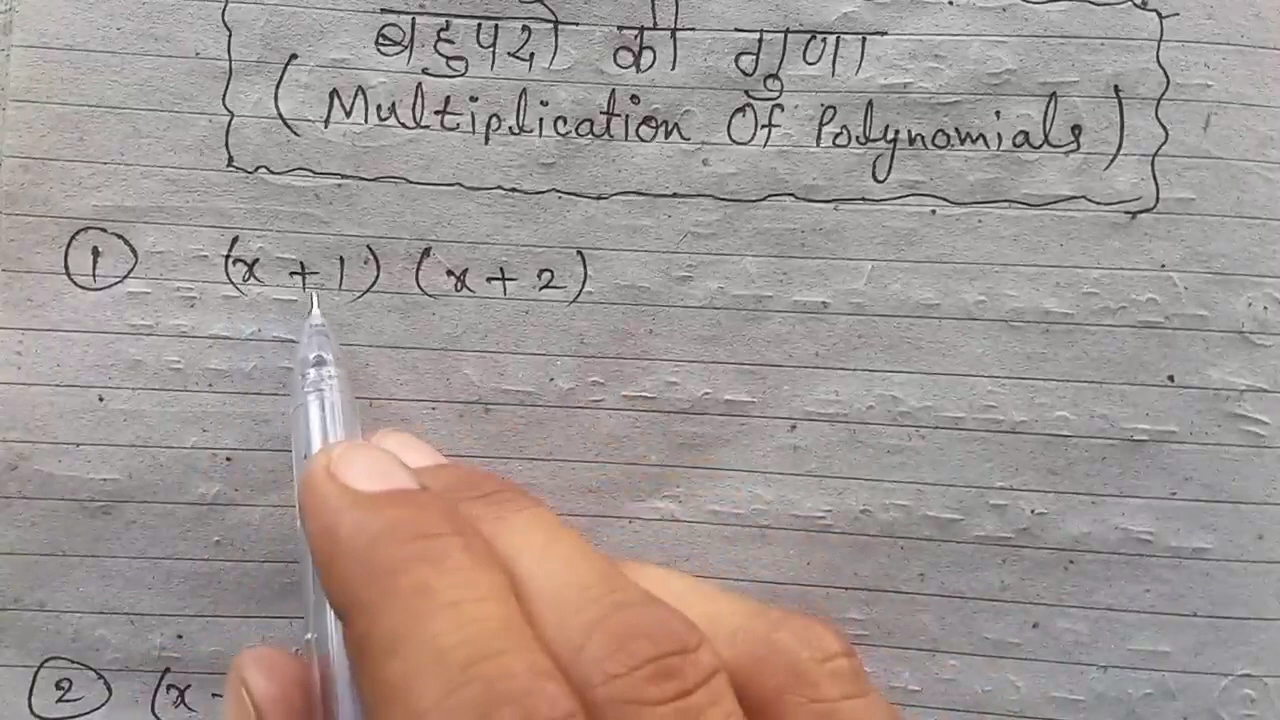 बहुपदो की गुणा
(Multiplication Of Polynomials)
① (x + 1) (x + 2)
② (x -